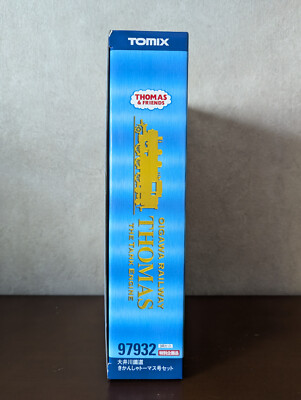 TOMIX
THOMAS
& FRIENDS
OIGAWA RAILWAY
THOMAS
THE TANK ENGINE
97932
特別企画品
大井川鐵道
きかんしゃトーマス号セット